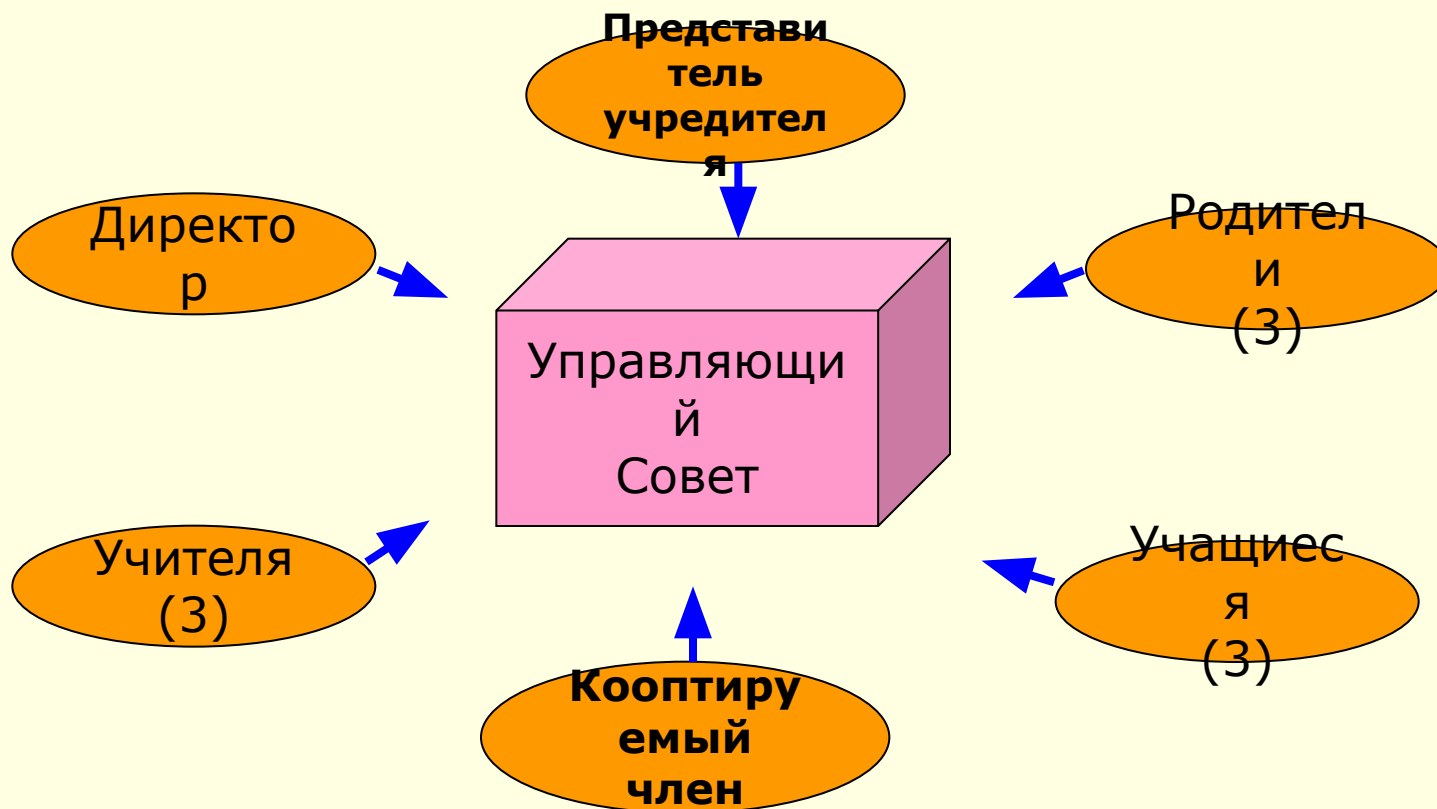 Представи
тель
учредител
я
Директо
р
Родител
и
(3)
Управляющи
й
Совет
Учителя
(3)
Учащиес
я
(3)
Кооптиру
емый
член